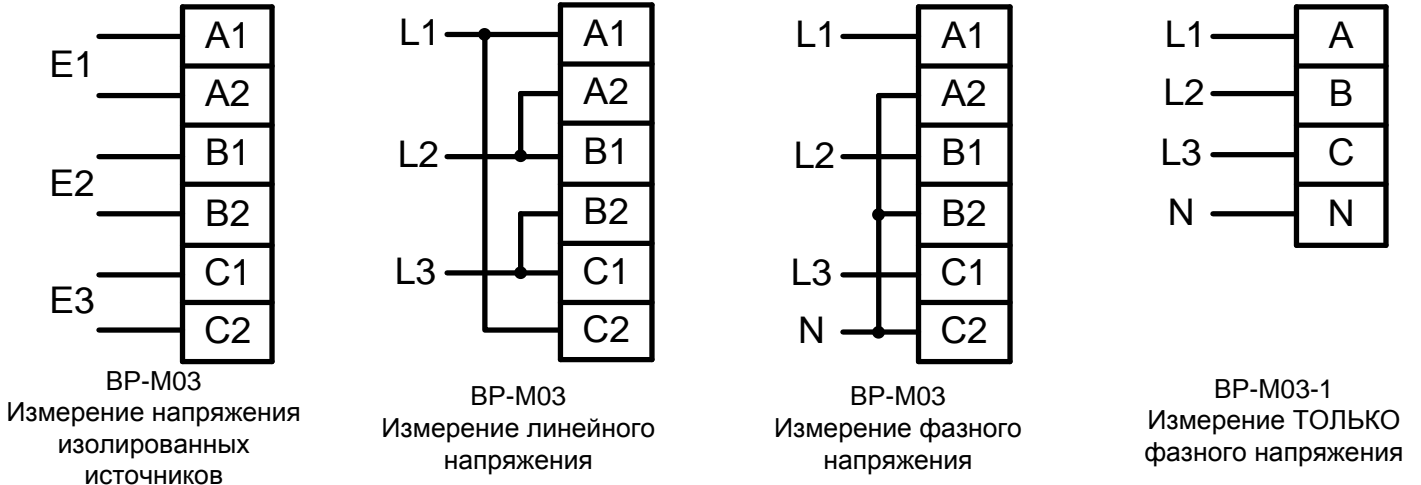 E1
E2
E3
A1
A2
B1
B2
C1
C2
ВР-М03
Измерение напряжения
изолированных
источников
L1
L2
L3
A1
A2
B1
B2
C1
C2
ВР-М03
Измерение линейного
напряжения
L1
L2
L3
N
A1
A2
B1
B2
C1
C2
ВР-М03
Измерение фазного
напряжения
L1
L2
L3
N
A
B
C
N
ВР-М03-1
Измерение ТОЛЬКО
фазного напряжения